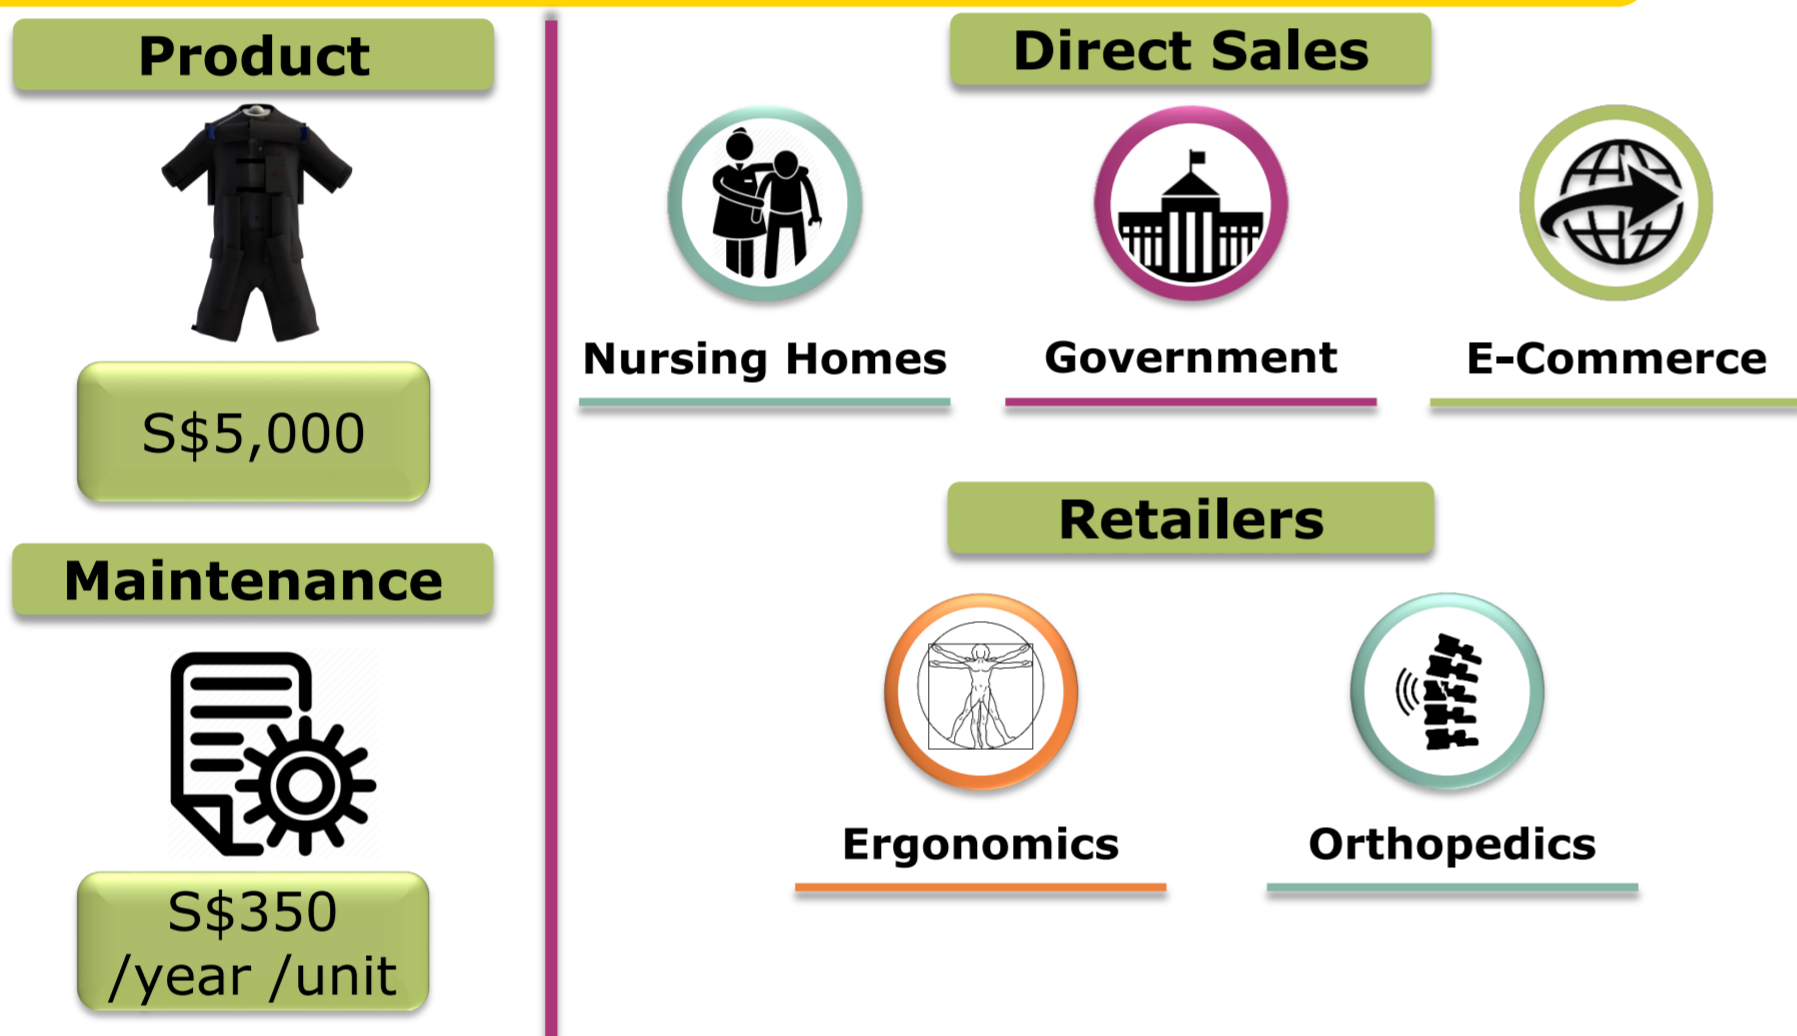 Product
S$5,000
Maintenance
S$350
/year /unit
Direct Sales
Nursing Homes
Government
E-Commerce
Retailers
Ergonomics
Orthopedics